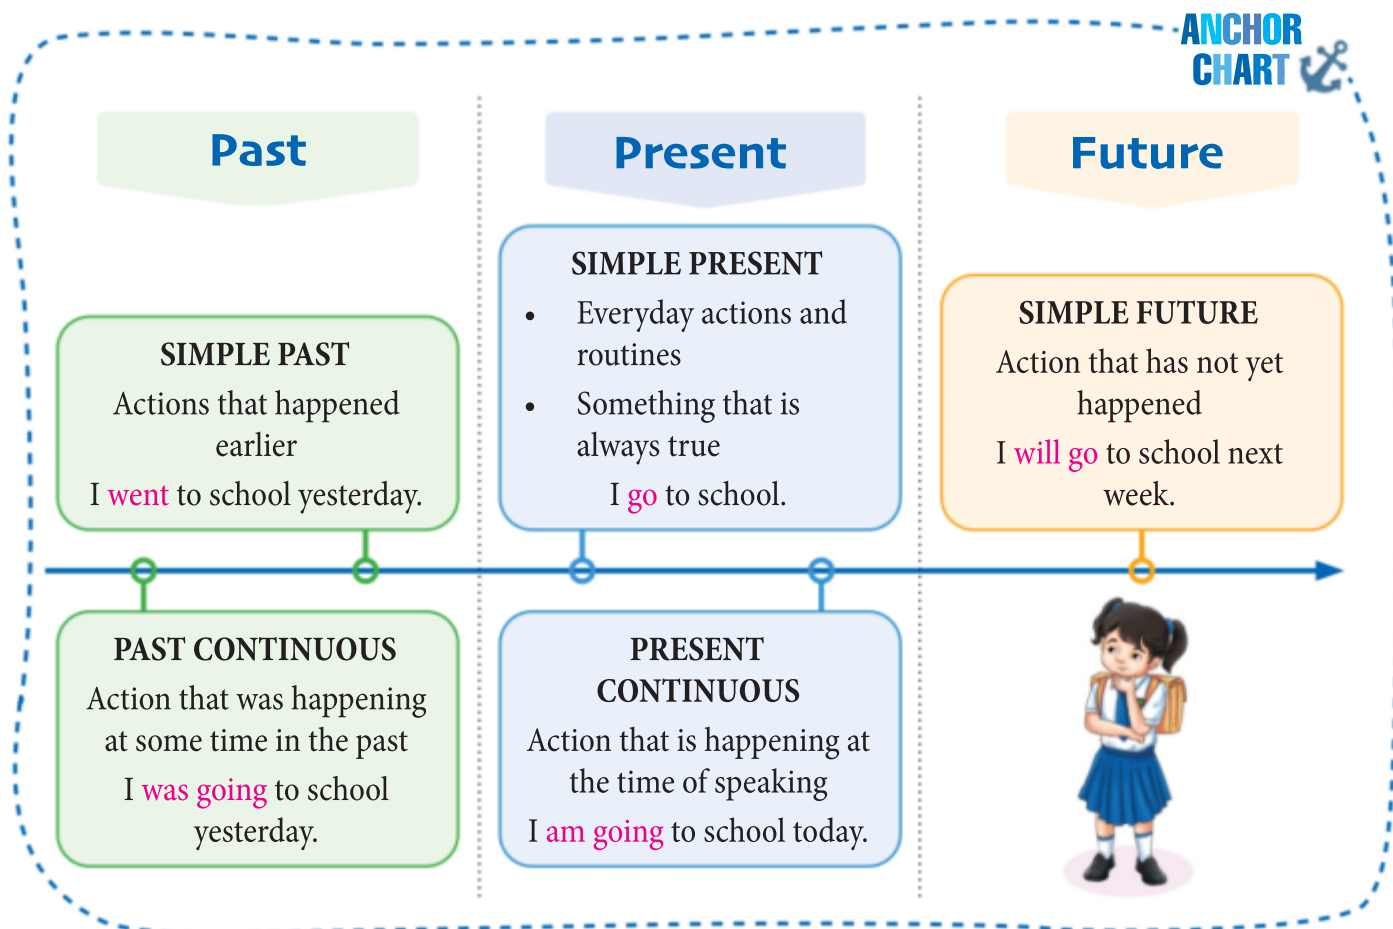 ANCHOR
CHART
Past
Present
Future
SIMPLE PAST
Actions that happened
earlier
I went to school yesterday.
PAST CONTINUOUS
Action that was happening
at some time in the past
I was going to school
yesterday.
SIMPLE PRESENT
• Everyday actions and
routines
• Something that is
always true
I go to school.
PRESENT
CONTINUOUS
Action that is happening at
the time of speaking
I am going to school today.
SIMPLE FUTURE
Action that has not yet
happened
I will go to school next
week.